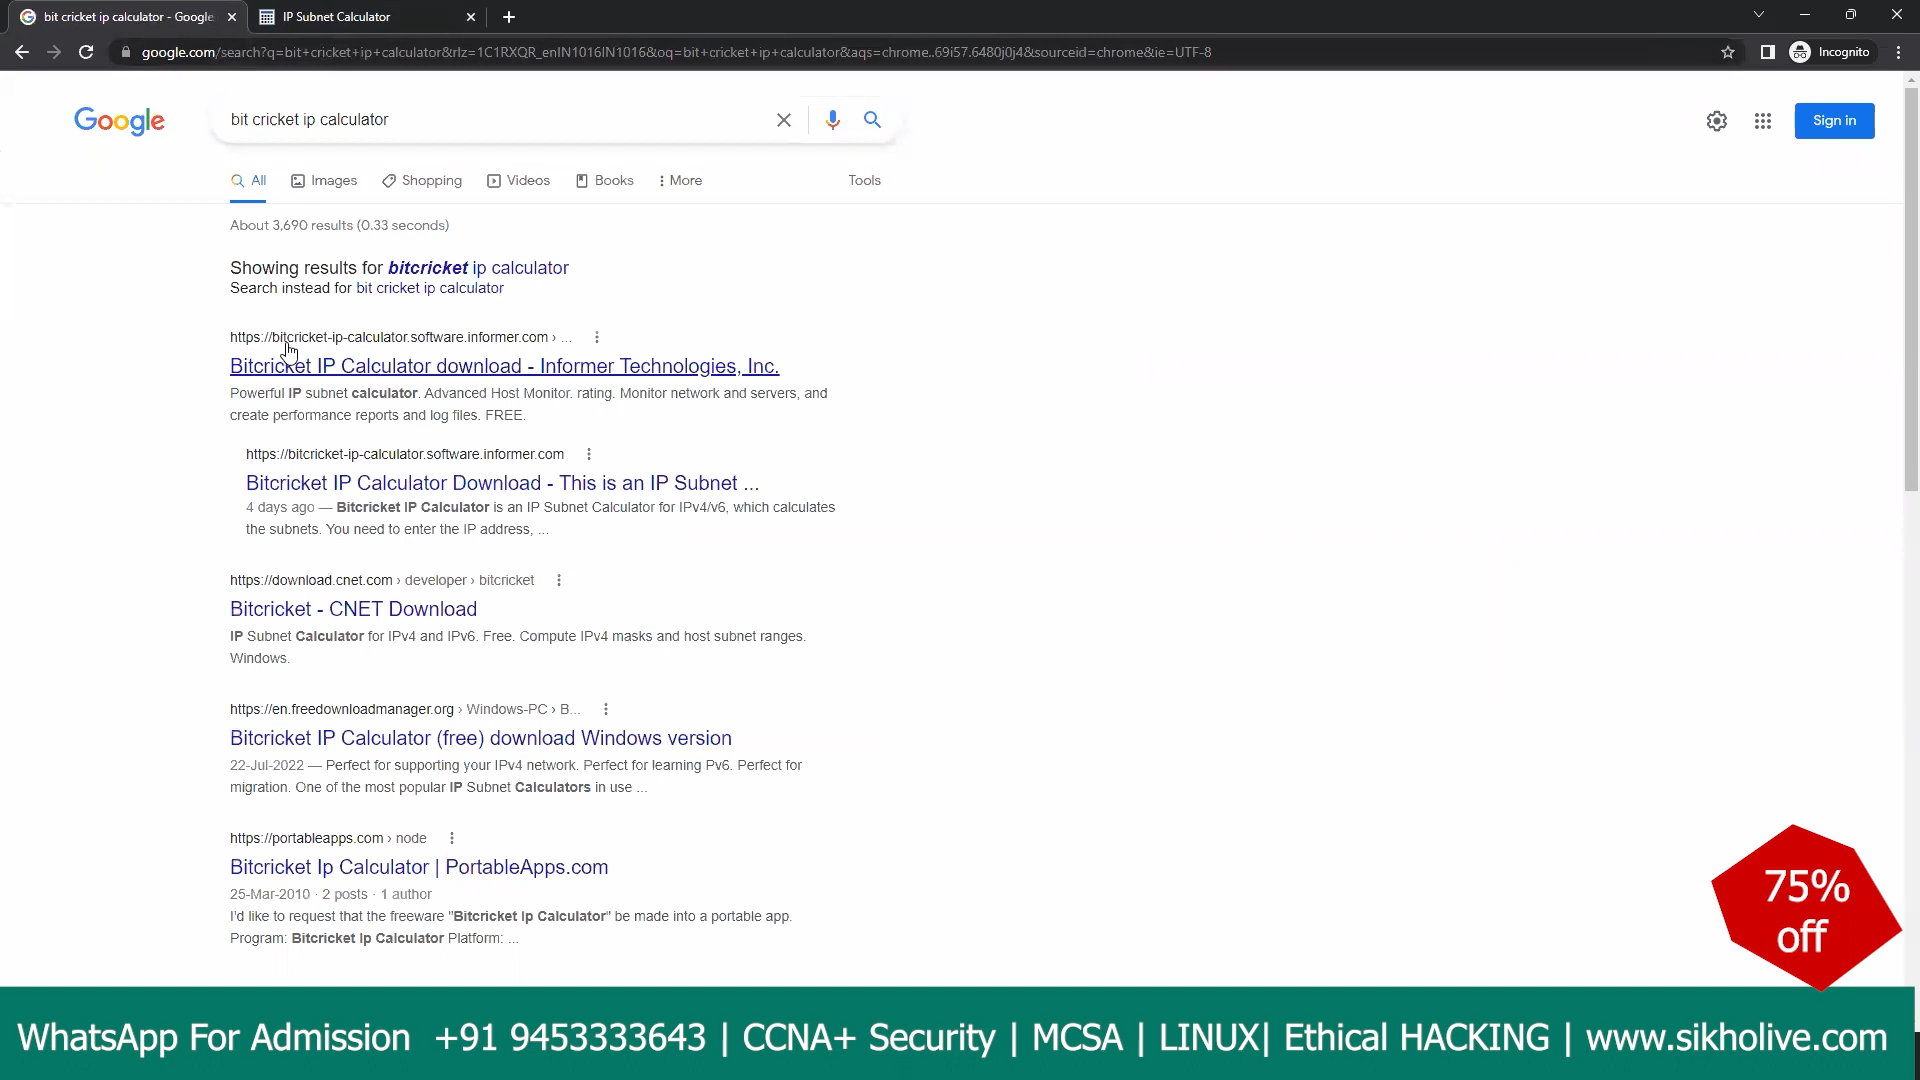 bit cricket ip calculator - Google
IP Subnet Calculator
google.com/search?q=bit+cricket+ip+calculator&rlz=1C1RXQR_enIN1016IN1016&oq=bit+cricket+ip+calculator&aqs=chrome..69i57.6480j0j4&sourceid=chrome&ie=UTF-8
Incognito
Google
bit cricket ip calculator
Sign in
All
Images
Shopping
Videos
Books
More
Tools
About 3,690 results (0.33 seconds)
Showing results for bitcricket ip calculator
Search instead for bit cricket ip calculator
https://bitcricket-ip-calculator.software.informer.com › ...
Bitcricket IP Calculator download - Informer Technologies, Inc.
Powerful IP subnet calculator. Advanced Host Monitor. rating. Monitor network and servers, and
create performance reports and log files. FREE.
https://bitcricket-ip-calculator.software.informer.com
Bitcricket IP Calculator Download - This is an IP Subnet ...
4 days ago — Bitcricket IP Calculator is an IP Subnet Calculator for IPv4/v6, which calculates
the subnets. You need to enter the IP address, ...
https://download.cnet.com › developer › bitcricket
Bitcricket - CNET Download
IP Subnet Calculator for IPv4 and IPv6. Free. Compute IPv4 masks and host subnet ranges.
Windows.
https://en.freedownloadmanager.org › Windows-PC › B...
Bitcricket IP Calculator (free) download Windows version
22-Jul-2022 — Perfect for supporting your IPv4 network. Perfect for learning Pv6. Perfect for
migration. One of the most popular IP Subnet Calculators in use ...
https://portableapps.com › node
Bitcricket Ip Calculator | PortableApps.com
25-Mar-2010 · 2 posts · 1 author
I'd like to request that the freeware "Bitcricket Ip Calculator" be made into a portable app.
Program: Bitcricket Ip Calculator Platform: ...
75%
off
WhatsApp For Admission +91 9453333643 | CCNA+ Security | MCSA | LINUX| Ethical HACKING | www.sikholive.com